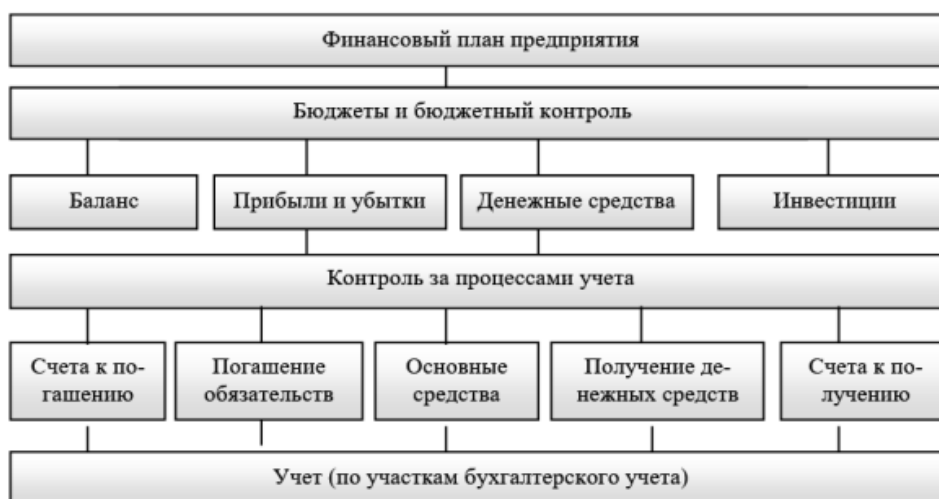 Финансовый план предприятия
Бюджеты и бюджетный контроль
Баланс
Прибыли и убытки
Денежные средства
Инвестиции
Контроль за процессами учета
Счета к по-
гашению
Погашение
обязательств
Основные
средства
Получение де-
нежных средств
Счета к по-
лучению
Учет (по участкам бухгалтерского учета)